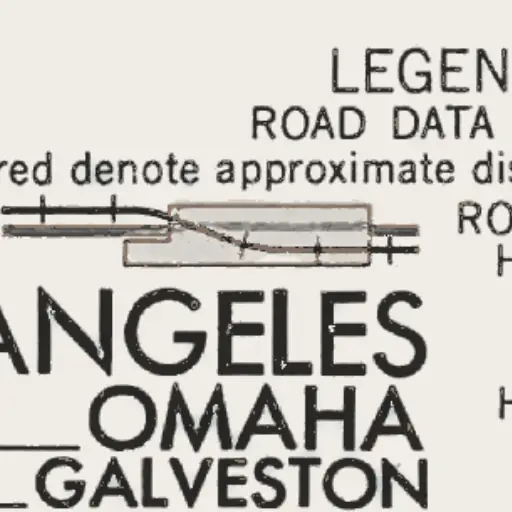 LEGEN
ROAD DATA
red denote approximate dis
RO
H
ANGELES
H
OMAHA
GALVESTON